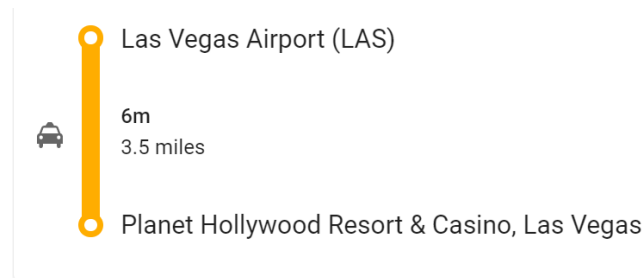 Las Vegas Airport (LAS)
6m
3.5 miles
Planet Hollywood Resort & Casino, Las Vegas